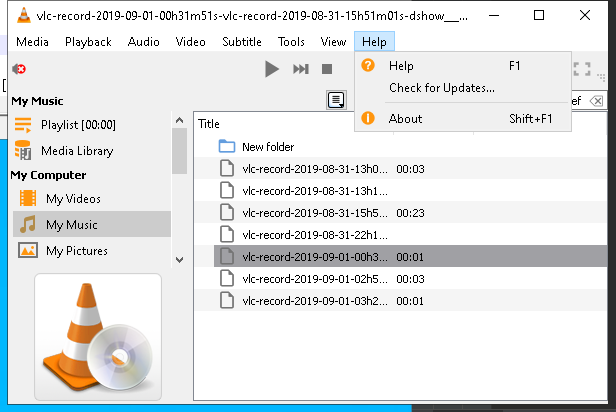 vlc-record-2019-09-01-00h31m51s-vlc-record-2019-08-31-15h51m01s-dshow__...
Media Playback Audio Video Subtitle Tools View Help
Help F1
Check for Updates...
About Shift+F1
ef
My Music
Playlist [00:00]
Media Library
My Computer
My Videos
My Music
My Pictures
Title
New folder
vlc-record-2019-08-31-13h0... 00:03
vlc-record-2019-08-31-13h1...
vlc-record-2019-08-31-15h5... 00:23
vlc-record-2019-08-31-22h1...
vlc-record-2019-09-01-00h3... 00:01
vlc-record-2019-09-01-02h5... 00:03
vlc-record-2019-09-01-03h2... 00:01